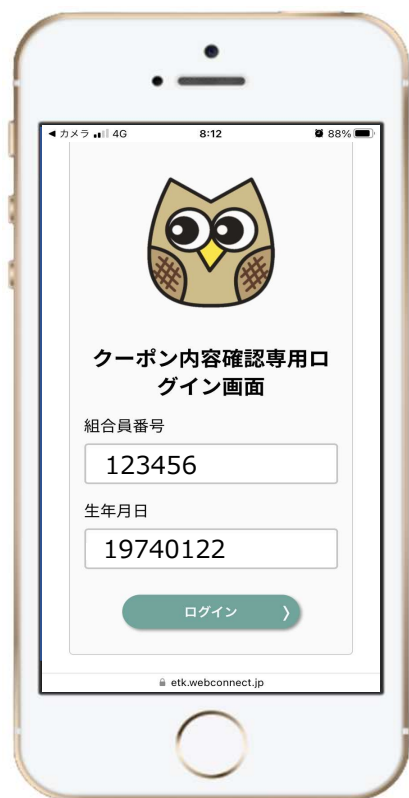 ◀ カメラ 4G 8:12 88%
クーポン内容確認専用ロ
グイン画面
組合員番号
123456
生年月日
19740122
ログイン 〉
etk.webconnect.jp